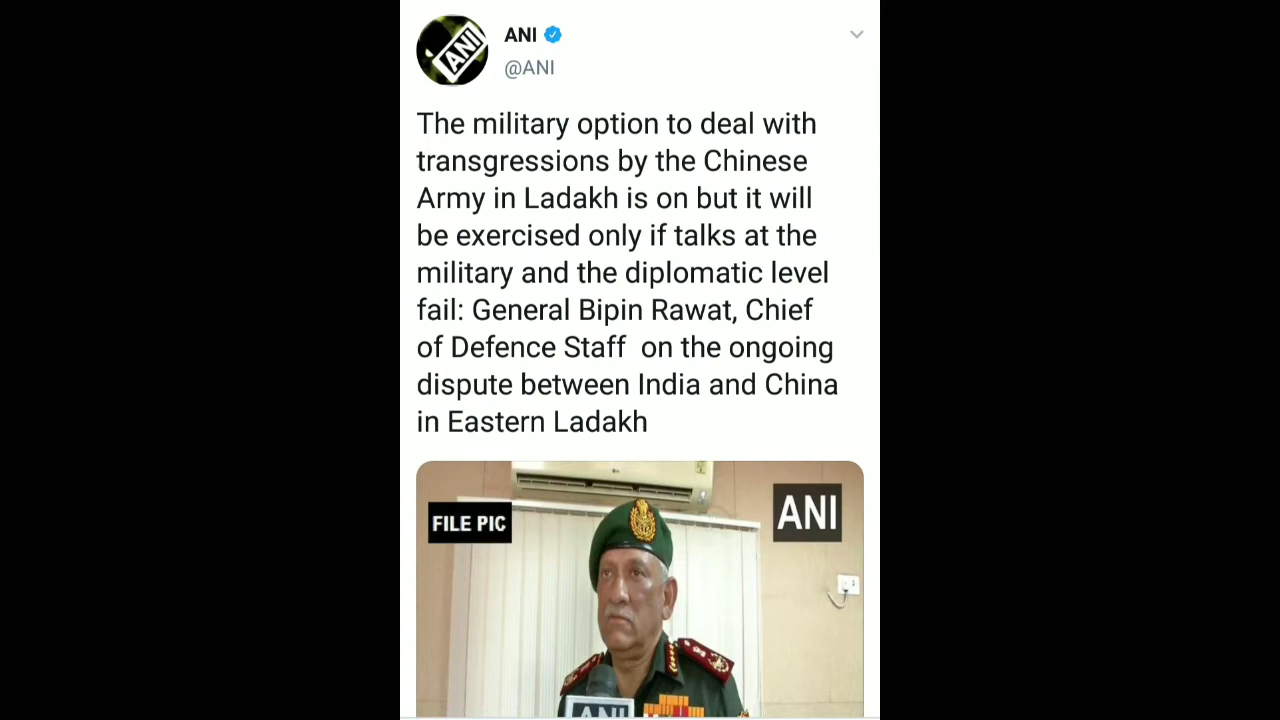 ANI
ANI
@ANI
The military option to deal with
transgressions by the Chinese
Army in Ladakh is on but it will
be exercised only if talks at the
military and the diplomatic level
fail: General Bipin Rawat, Chief
of Defence Staff  on the ongoing
dispute between India and China
in Eastern Ladakh
FILE PIC
ANI
ANI